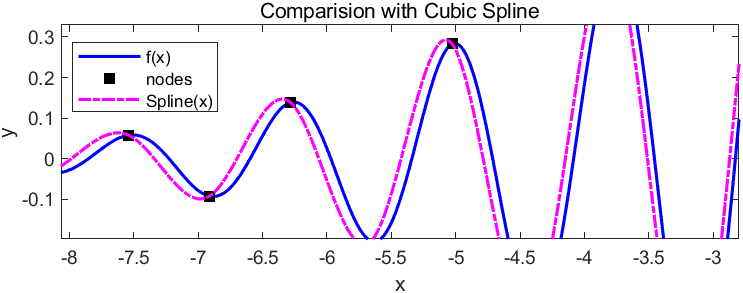 Comparision with Cubic Spline
f(x)
nodes
Spline(x)
0.3
0.2
0.1
0
-0.1
y
-8 -7.5 -7 -6.5 -6 -5.5 -5 -4.5 -4 -3.5 -3
x